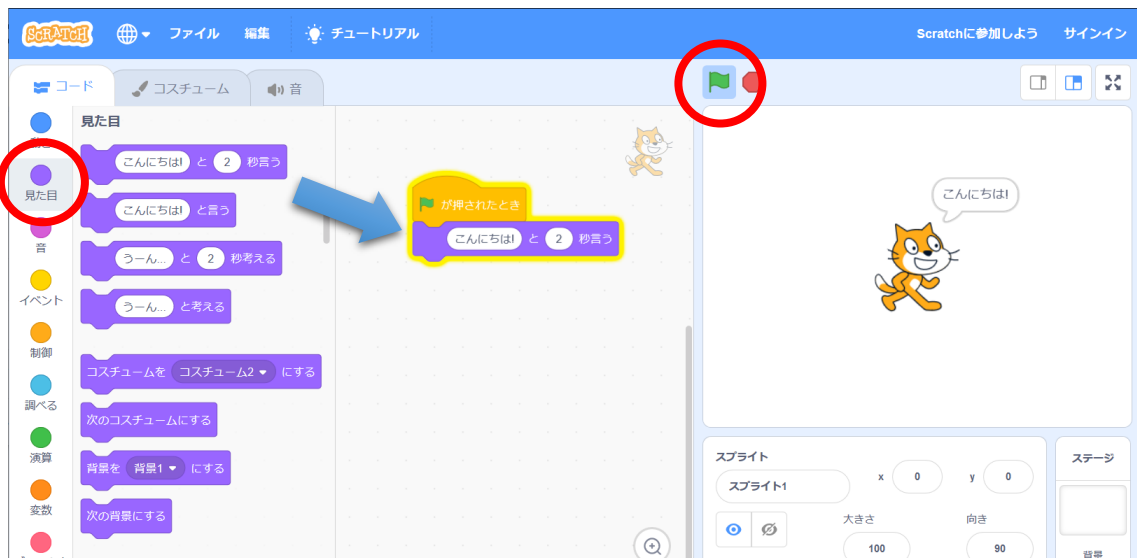 SCRATCH ファイル 編集 チュートリアル Scratchに参加しよう サインイン
コード コスチューム 音
見た目
見た目
音
イベント
制御
調べる
演算
変数
こんにちは! と 2 秒言う
こんにちは! と言う
うーん... と 2 秒考える
うーん... と考える
コスチュームを コスチューム2 にする
次のコスチュームにする
背景を 背景1 にする
次の背景にする
が押されたとき
こんにちは! と 2 秒言う
こんにちは!
スプライト
スプライト1 x 0 y 0
大きさ 向き
100 90
ステージ
背景